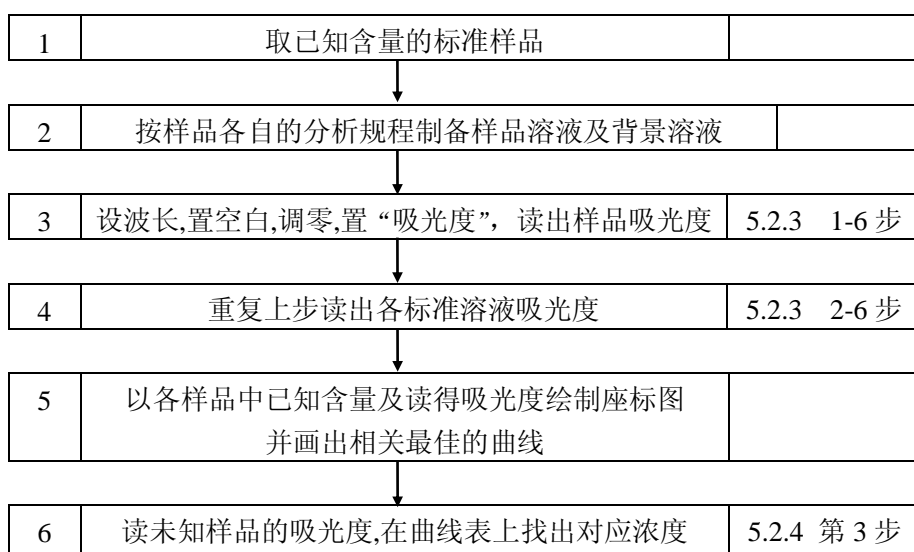 1 取已知含量的标准样品
2 按样品各自的分析规程制备样品溶液及背景溶液
3 设波长,置空白,调零,置“吸光度”，读出样品吸光度 5.2.3 1-6 步
4 重复上步读出各标准溶液吸光度 5.2.3 2-6 步
5 以各样品中已知含量及读得吸光度绘制座标图
并画出相关最佳的曲线
6 读未知样品的吸光度,在曲线表上找出对应浓度 5.2.4 第 3 步